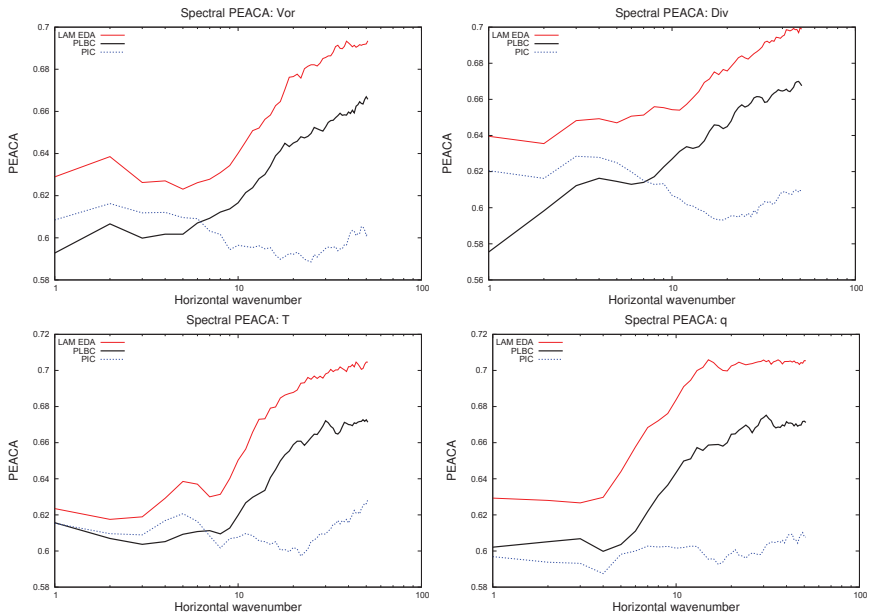 Spectral PEACA: Vor
0.7
0.68
0.66
0.64
0.62
0.6
0.58
PEACA
LAM EDA
PLBC
PIC
1
10
100
Horizontal wavenumber
Spectral PEACA: Div
0.7
0.68
0.66
0.64
0.62
0.6
0.58
0.56
PEACA
LAM EDA
PLBC
PIC
1
10
100
Horizontal wavenumber
Spectral PEACA: T
0.72
0.7
0.68
0.66
0.64
0.62
0.6
0.58
PEACA
LAM EDA
PLBC
PIC
1
10
100
Horizontal wavenumber
Spectral PEACA: q
0.72
0.7
0.68
0.66
0.64
0.62
0.6
0.58
PEACA
LAM EDA
PLBC
PIC
1
10
100
Horizontal wavenumber